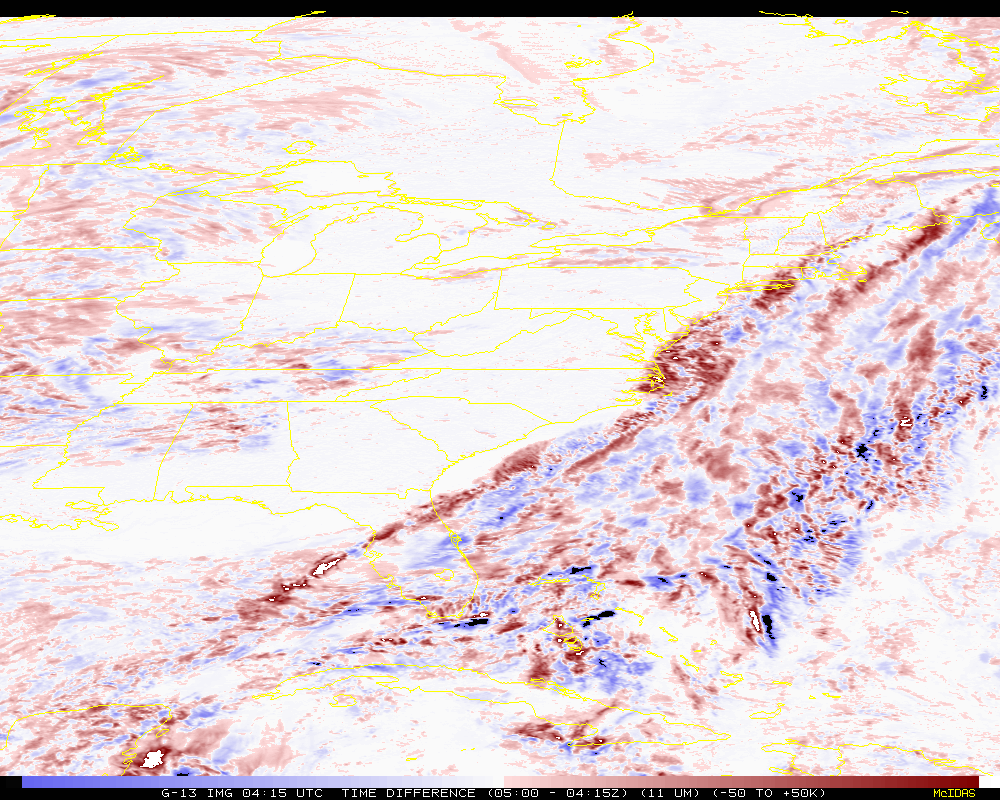 G-13 IMG 04:15 UTC  TIME DIFFERENCE (05:00 - 04:15Z) (11 UM) (-50 TO +50K)  McIDAS